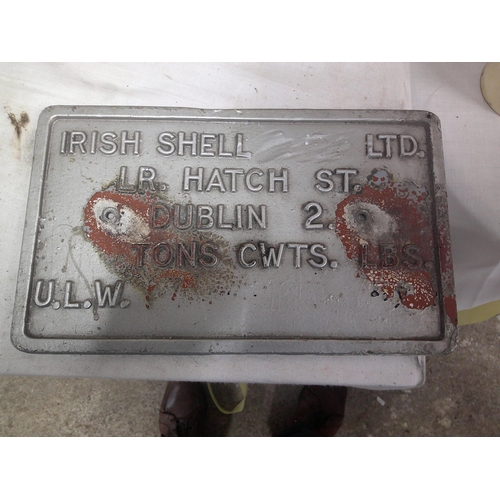 IRISH SHELL LTD.
LR. HATCH ST.
DUBLIN 2.
TONS CWTS. LBS.
U.L.W.